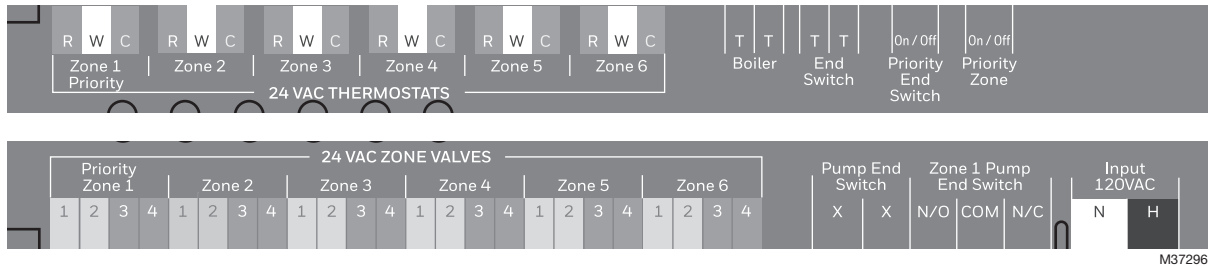 R W C R W C R W C R W C R W C R W C T T T T On / Off On / Off
Zone 1 Priority Zone 2 Zone 3 Zone 4 Zone 5 Zone 6 Boiler End Switch Priority End Switch Priority Zone
24 VAC THERMOSTATS
24 VAC ZONE VALVES
Priority Zone 1 Zone 2 Zone 3 Zone 4 Zone 5 Zone 6 Pump End Switch Zone 1 Pump End Switch Input 120VAC
1 2 3 4 1 2 3 4 1 2 3 4 1 2 3 4 1 2 3 4 1 2 3 4 X X N/O COM N/C N H
M37296